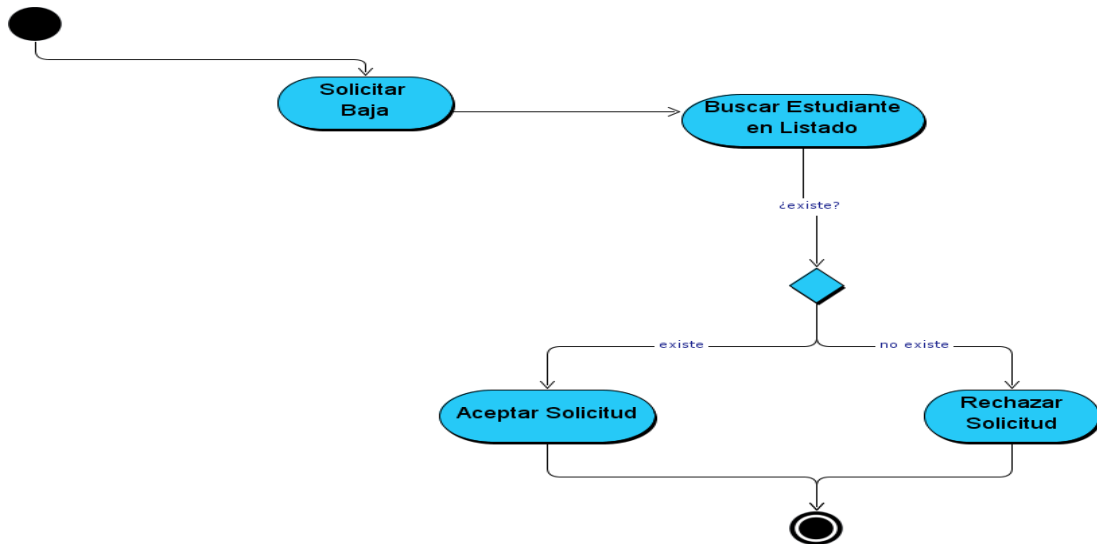 Solicitar
Baja
Buscar Estudiante
en Listado
¿existe?
existe
no existe
Aceptar Solicitud
Rechazar
Solicitud